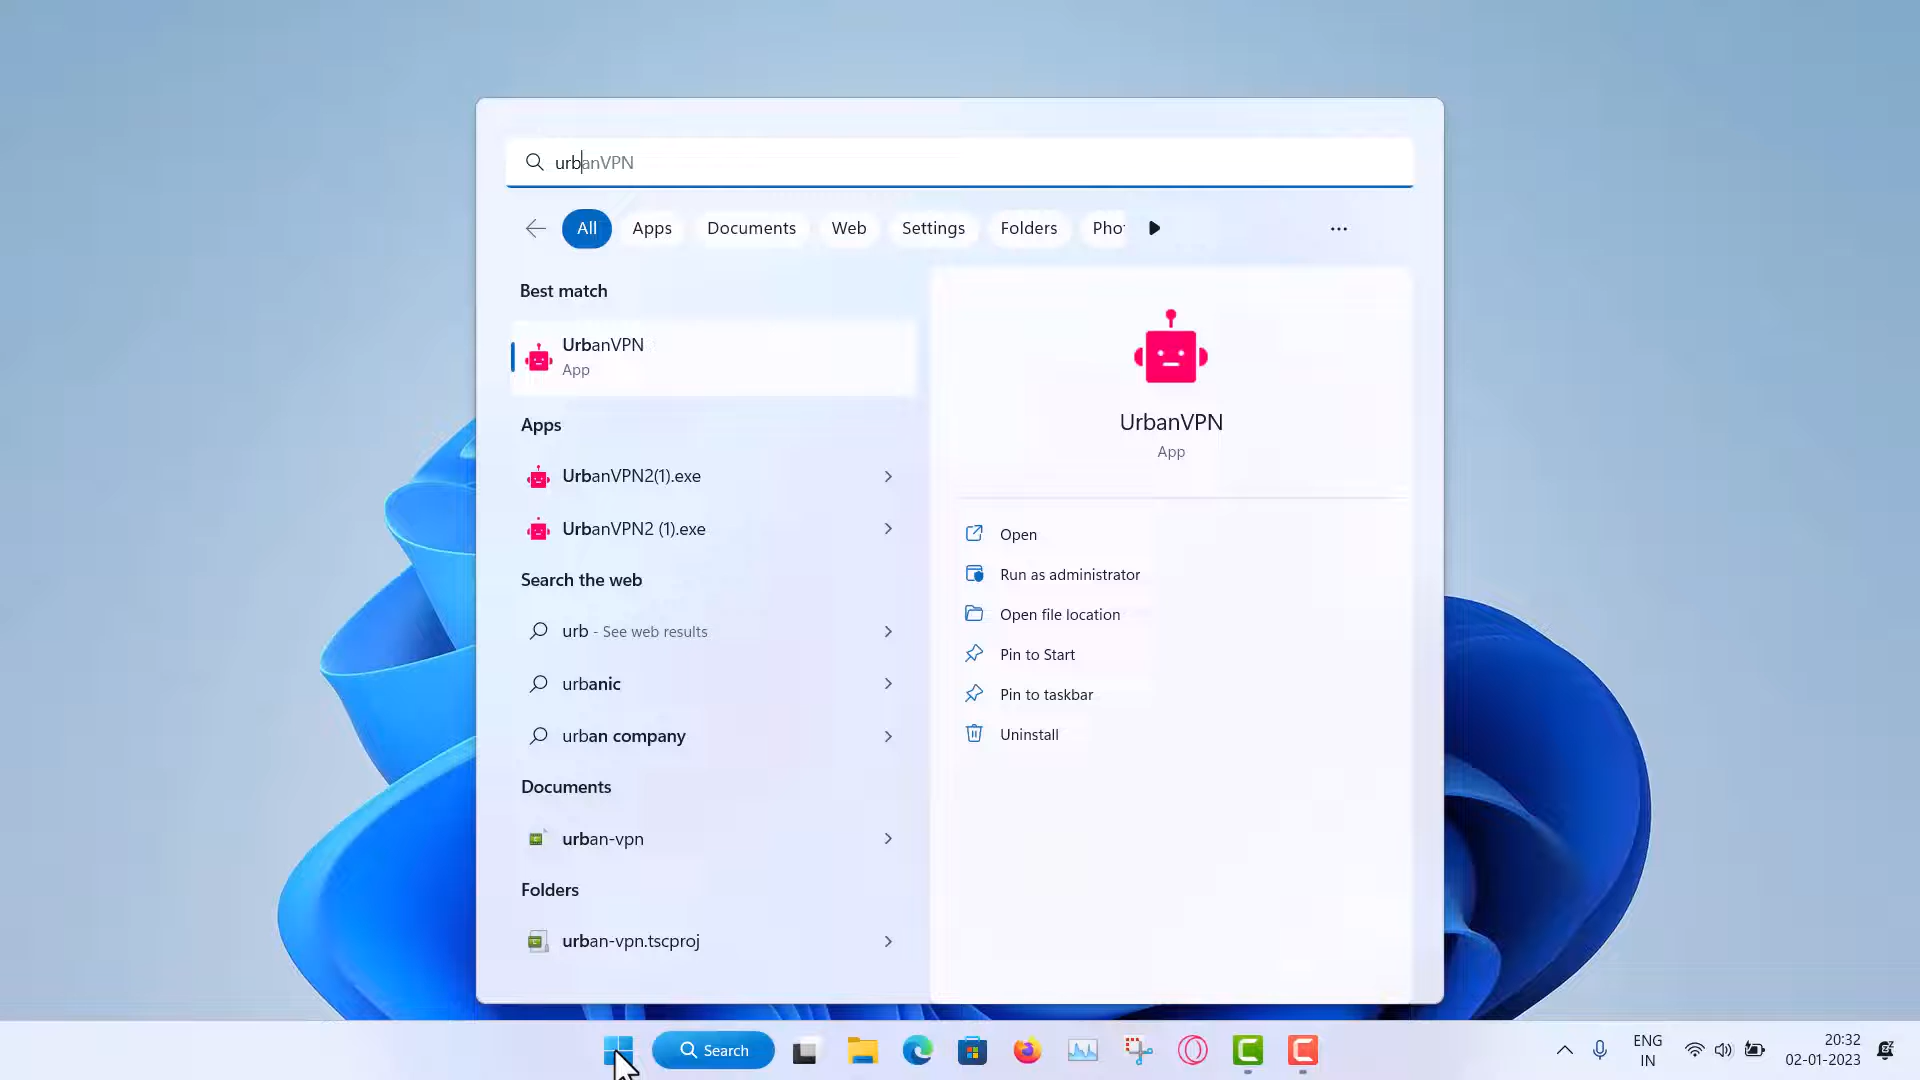 urbanVPN
All Apps Documents Web Settings Folders Pho
Best match
UrbanVPN
App
Apps
UrbanVPN2(1).exe
UrbanVPN2 (1).exe
Search the web
urb - See web results
urbanic
urban company
Documents
urban-vpn
Folders
urban-vpn.tscproj
UrbanVPN
App
Open
Run as administrator
Open file location
Pin to Start
Pin to taskbar
Uninstall
Search
ENG
IN
20:32
02-01-2023